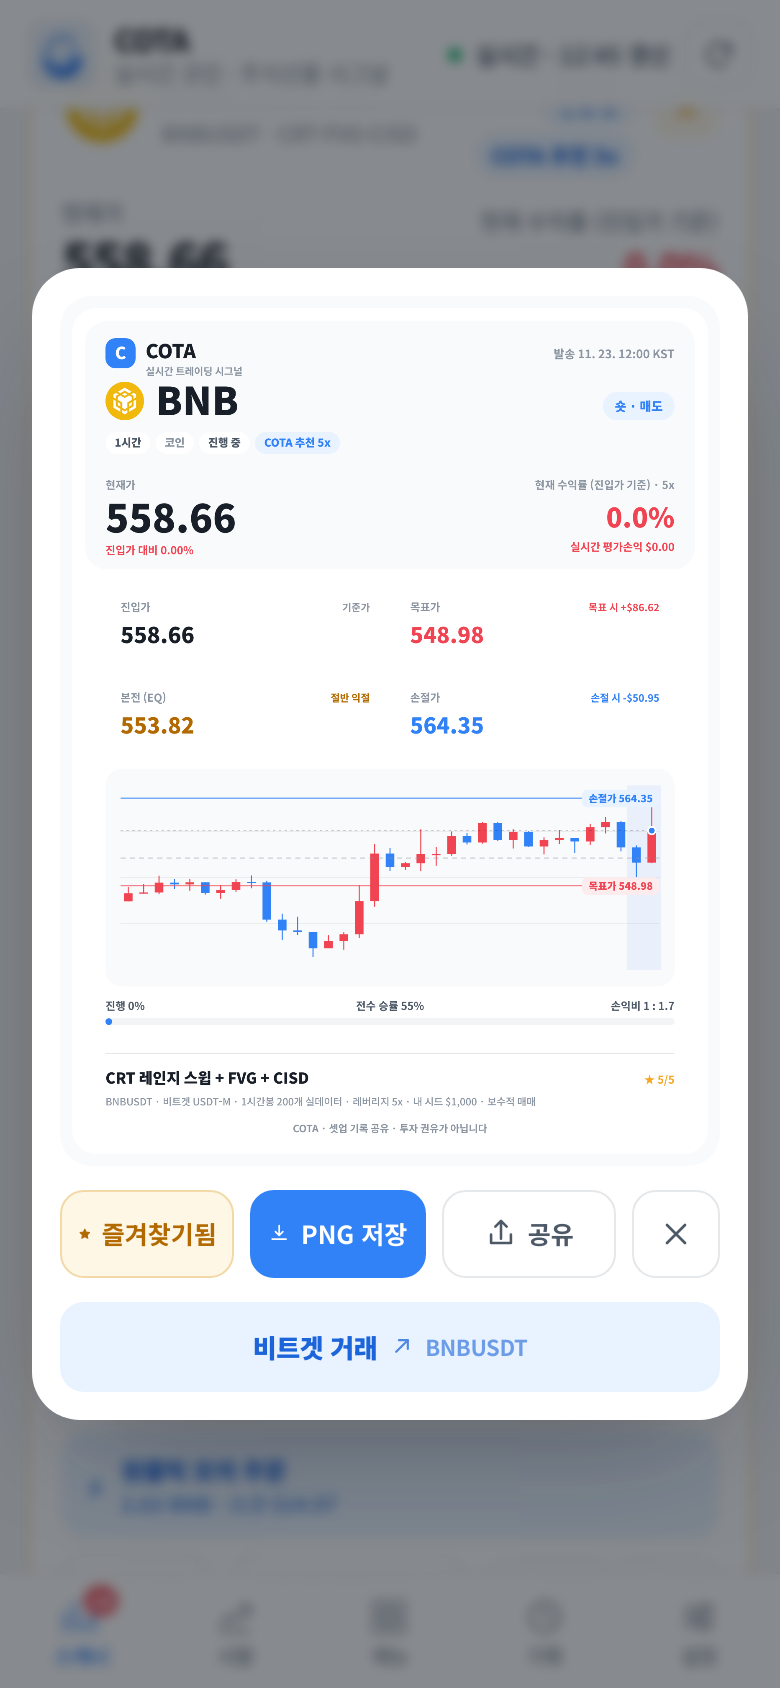 COTA
558.66
C COTA
실시간 트레이딩 시그널
발송 11. 23. 12:00 KST
BNB
숏 · 매도
1시간 코인 진행 중 COTA 추천 5x
현재가
현재 수익률 (진입가 기준) · 5x
558.66
0.0%
진입가 대비 0.00%
실시간 평가손익 $0.00
진입가 기준가
558.66
목표가 목표 시 +$86.62
548.98
본전 (EQ) 절반 익절
553.82
손절가 손절 시 -$50.95
564.35
손절가 564.35
목표가 548.98
진행 0% 전수 승률 55% 손익비 1 : 1.7
CRT 레인지 스윕 + FVG + CISD ★ 5/5
BNBUSDT · 비트겟 USDT-M · 1시간봉 200개 실데이터 · 레버리지 5x · 내 시드 $1,000 · 보수적 매매
COTA · 셋업 기록 공유 · 투자 권유가 아닙니다
★ 즐겨찾기됨
PNG 저장
공유
비트겟 거래 ↗ BNBUSDT